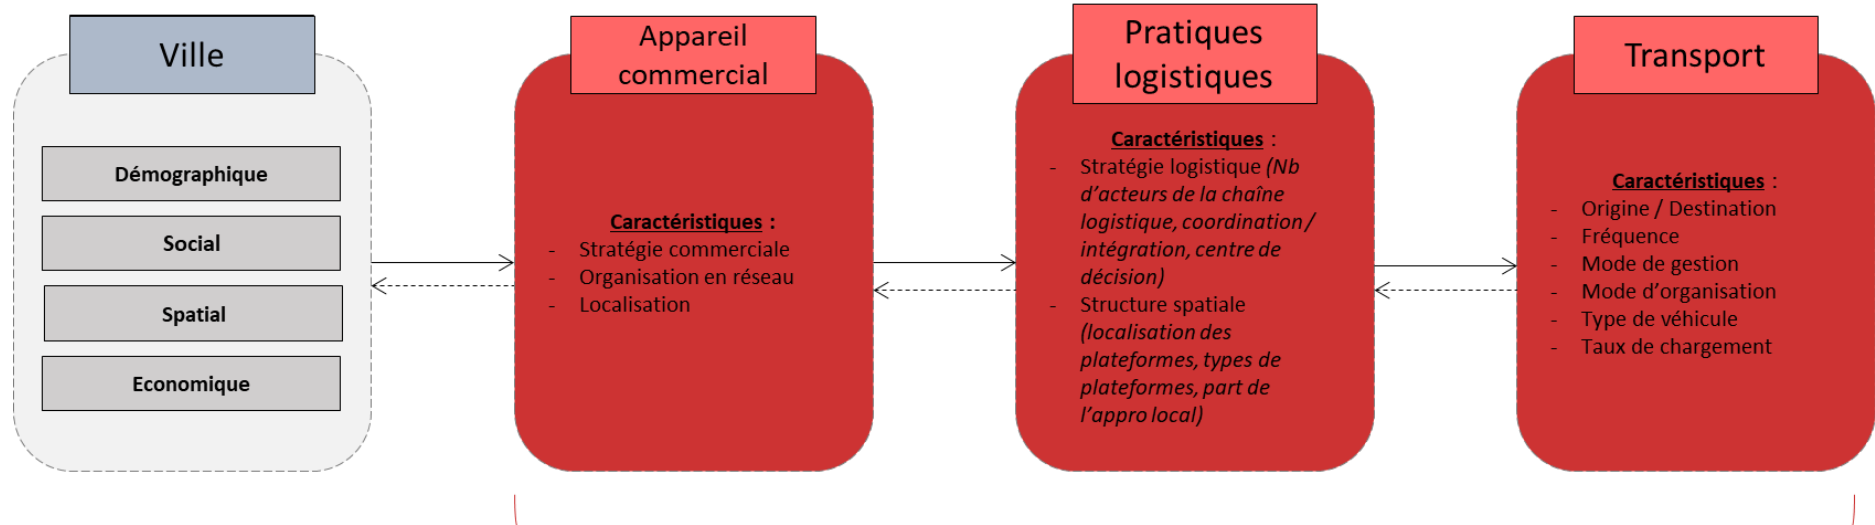 Ville
Démographique
Social
Spatial
Economique
Appareil
commercial
Caractéristiques :
- Stratégie commerciale
- Organisation en réseau
- Localisation
Pratiques
logistiques
Caractéristiques :
- Stratégie logistique (Nb
d’acteurs de la chaîne
logistique, coordination /
intégration, centre de
décision)
- Structure spatiale
(localisation des
plateformes, types de
plateformes, part de
l’appro local)
Transport
Caractéristiques :
- Origine / Destination
- Fréquence
- Mode de gestion
- Mode d’organisation
- Type de véhicule
- Taux de chargement